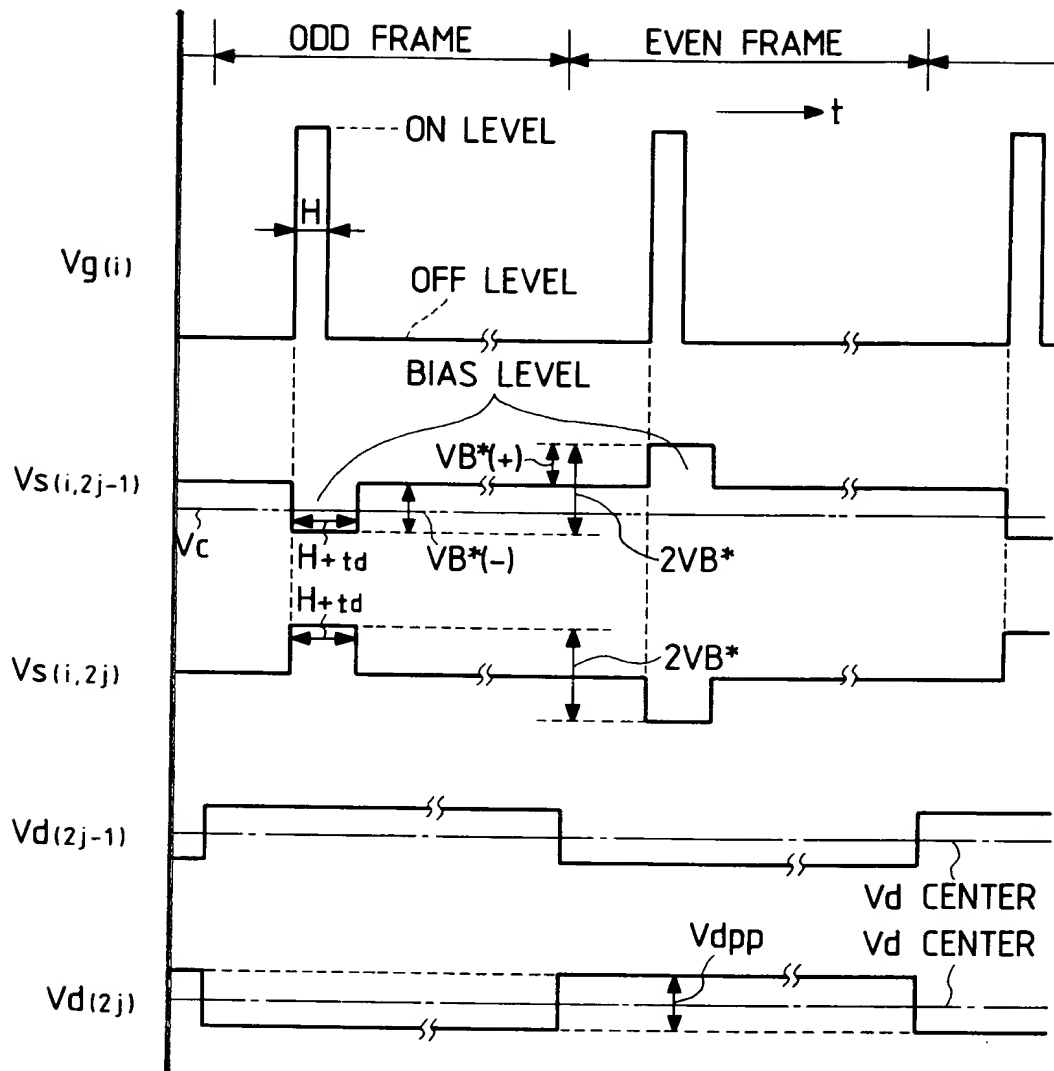 ODD FRAME
EVEN FRAME
t
ON LEVEL
H
Vg(i)
OFF LEVEL
BIAS LEVEL
VB*(+)
Vs(i,2j-1)
Vc
H+td
VB*(-)
2VB*
H+td
Vs(i,2j)
2VB*
Vd(2j-1)
Vd CENTER
Vdpp
Vd CENTER
Vd(2j)